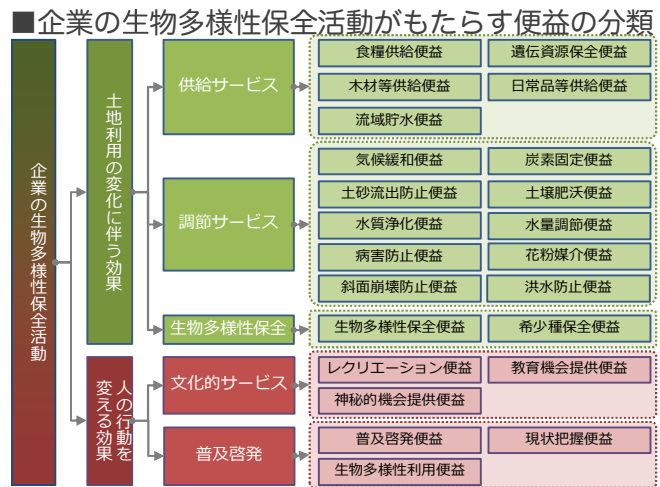 ■企業の生物多様性保全活動がもたらす便益の分類
企業の生物多様性保全活動
土地利用の変化に伴う効果
供給サービス
食糧供給便益
遺伝資源保全便益
木材等供給便益
日常品等供給便益
流域貯水便益
調節サービス
気候緩和便益
炭素固定便益
土砂流出防止便益
土壌肥沃便益
水質浄化便益
水量調節便益
病害防止便益
花粉媒介便益
斜面崩壊防止便益
洪水防止便益
生物多様性保全
生物多様性保全便益
希少種保全便益
人の行動を
変える効果
文化的サービス
レクリエーション便益
教育機会提供便益
神秘的機会提供便益
普及啓発
普及啓発便益
現状把握便益
生物多様性利用便益